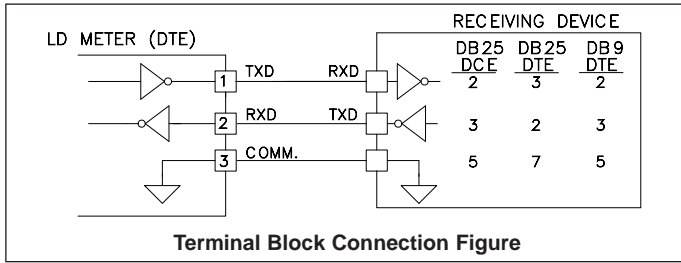 RECEIVING DEVICE
LD METER (DTE)
DB25 DB25 DB9
DCE DTE DTE
1 TXD RXD 2 3 2
2 RXD TXD 3 2 3
3 COMM. 5 7 5
Terminal Block Connection Figure